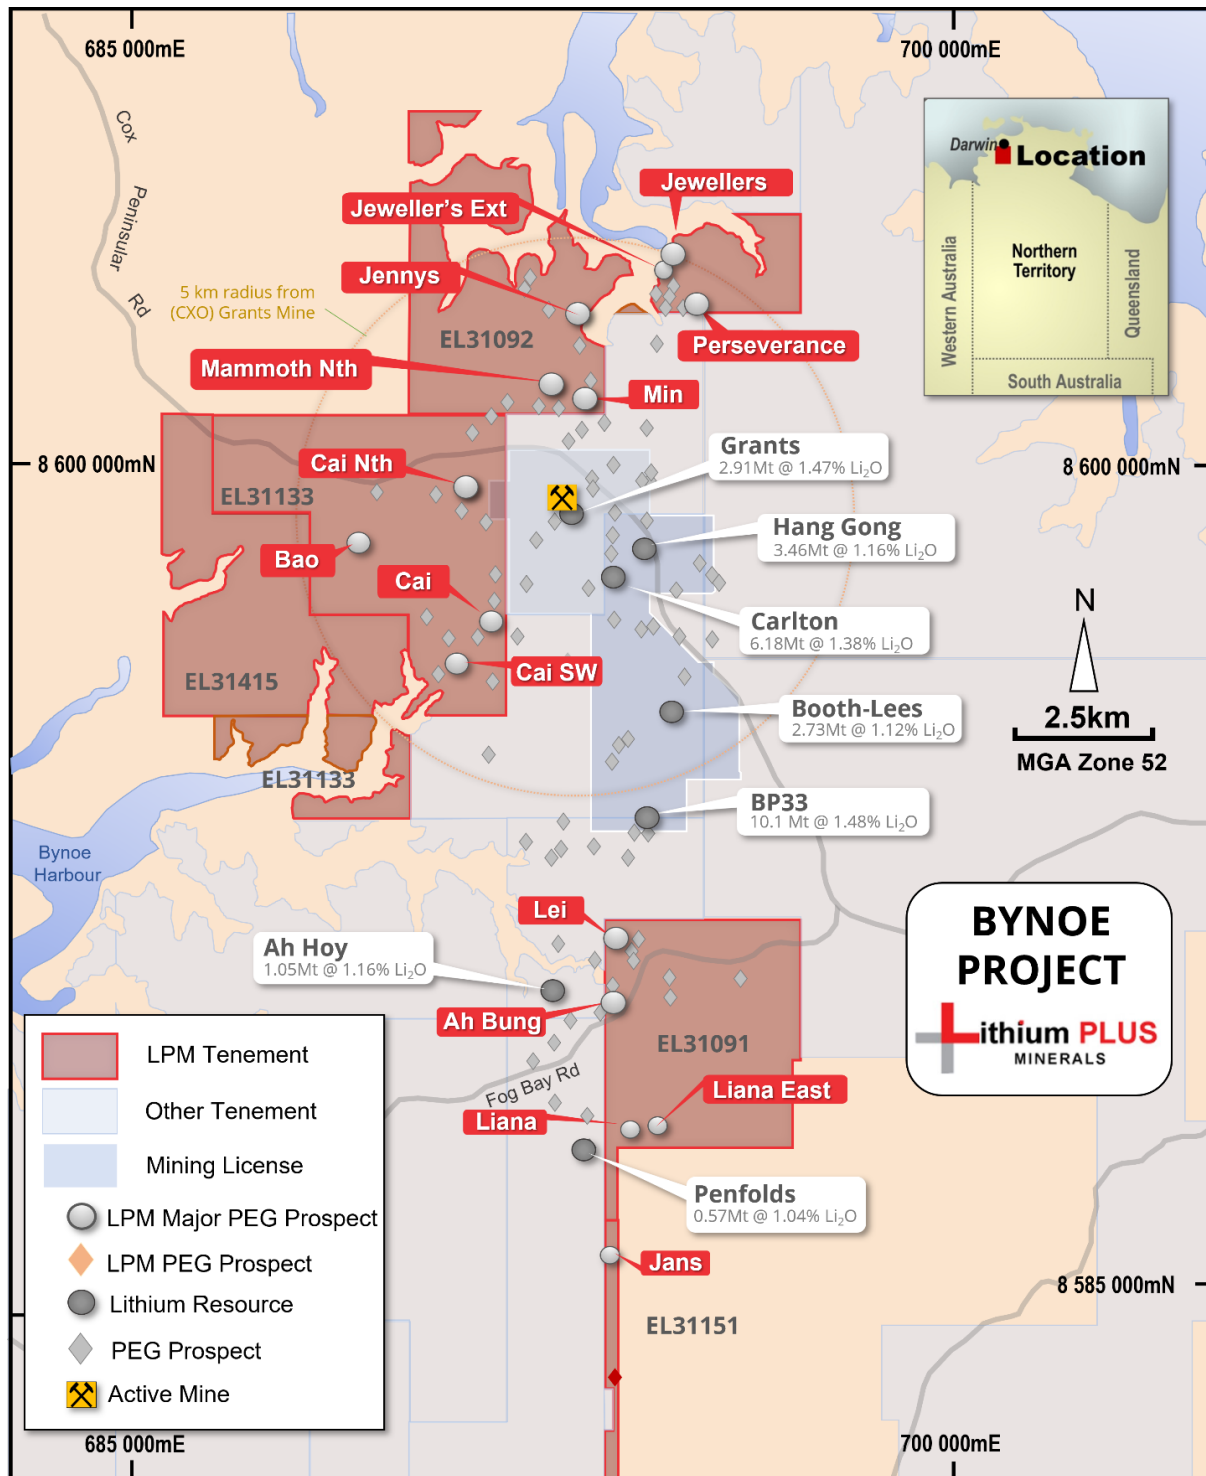 685 000mE
700 000mE
Cox
Peninsular
Rd
Darwin
Location
Western Australia
Northern
Territory
Queensland
South Australia
Jewellers
Jeweller's Ext
Jennys
5 km radius from
(CXO) Grants Mine
EL31092
Perseverance
Mammoth Nth
Min
8 600 000mN
8 600 000mN
Grants
2.91Mt @ 1.47% Li₂O
Cai Nth
EL31133
Hang Gong
3.46Mt @ 1.16% Li₂O
Bao
Cai
Carlton
6.18Mt @ 1.38% Li₂O
N
Cai SW
EL31415
Booth-Lees
2.73Mt @ 1.12% Li₂O
2.5km
MGA Zone 52
EL31133
BP33
10.1 Mt @ 1.48% Li₂O
Bynoe
Harbour
Lei
Ah Hoy
1.05Mt @ 1.16% Li₂O
BYNOE
PROJECT
Lithium PLUS
MINERALS
Ah Bung
EL31091
Fog Bay Rd
Liana East
Liana
Penfolds
0.57Mt @ 1.04% Li₂O
Jans
8 585 000mN
EL31151
LPM Tenement
Other Tenement
Mining License
LPM Major PEG Prospect
LPM PEG Prospect
Lithium Resource
PEG Prospect
Active Mine
685 000mE
700 000mE